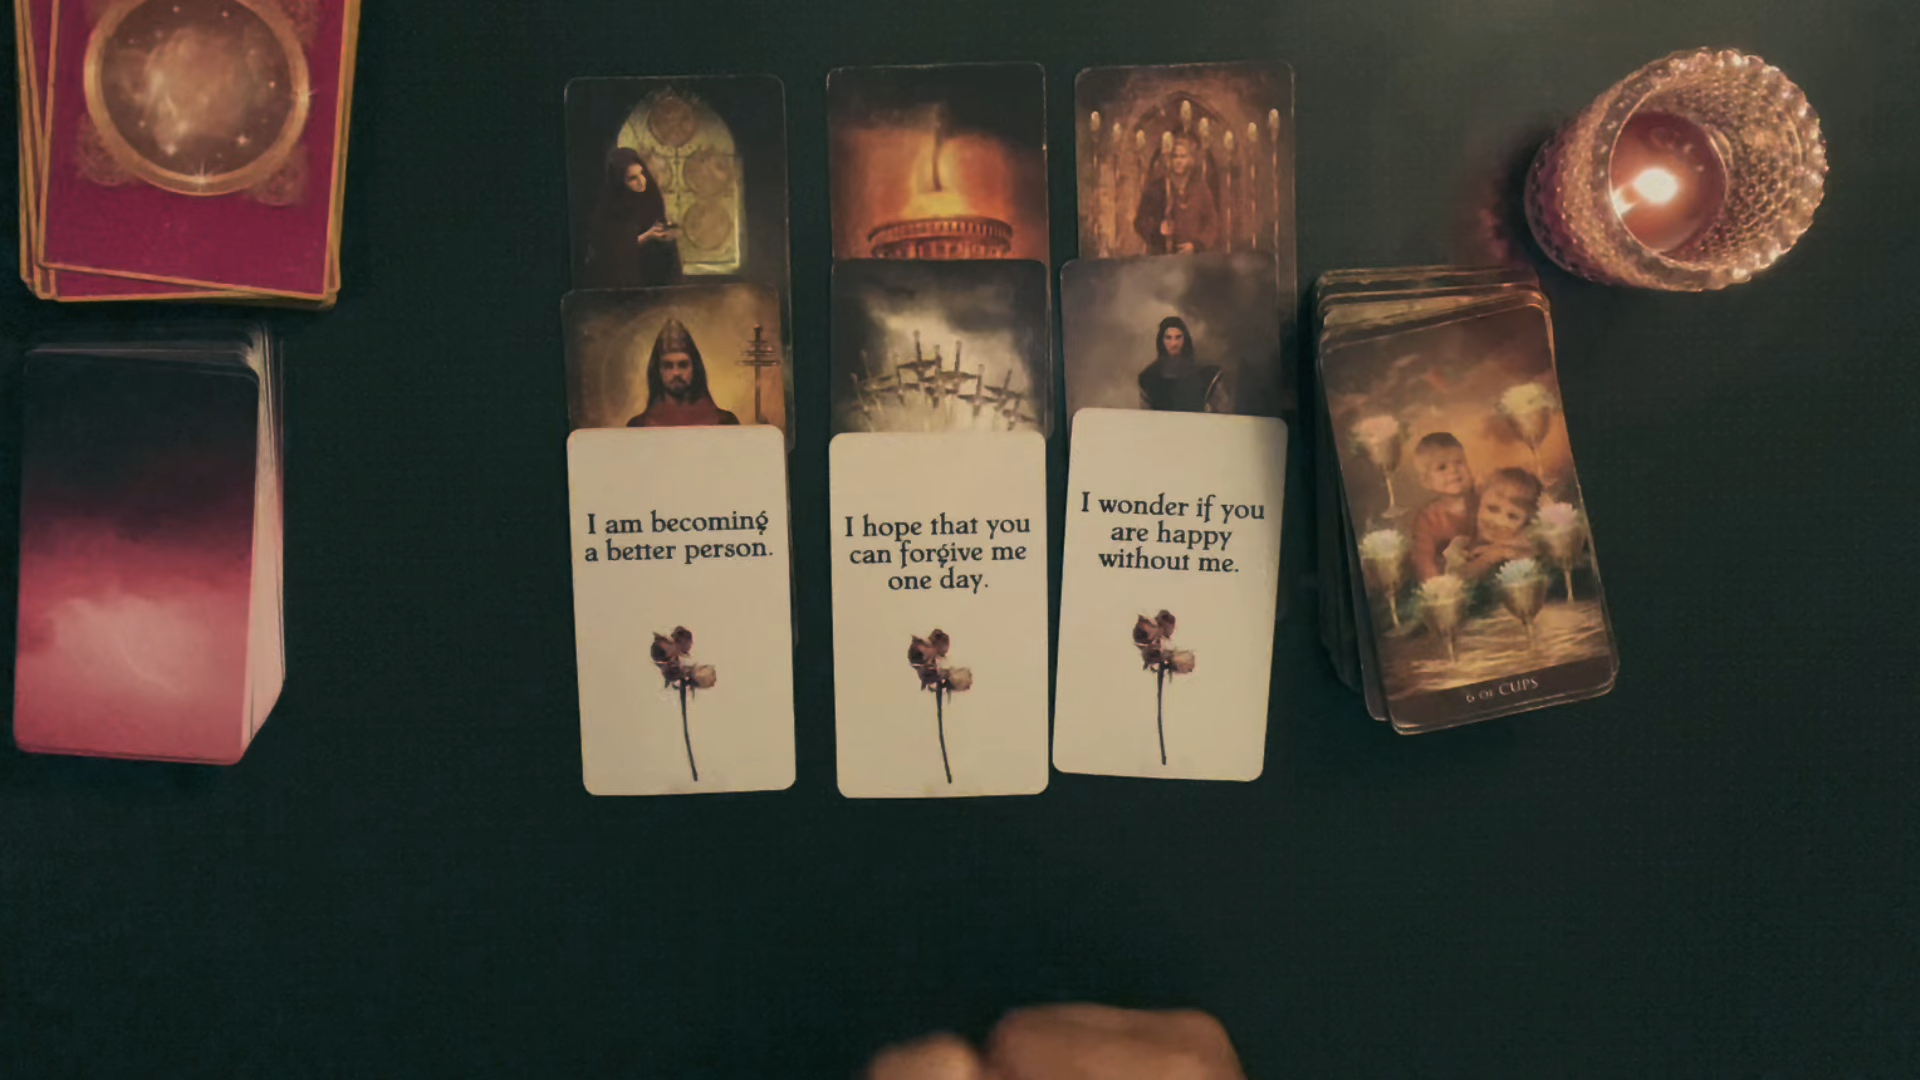 I am becoming
a better person.
I hope that you
can forgive me
one day.
I wonder if you
are happy
without me.
6 OF CUPS